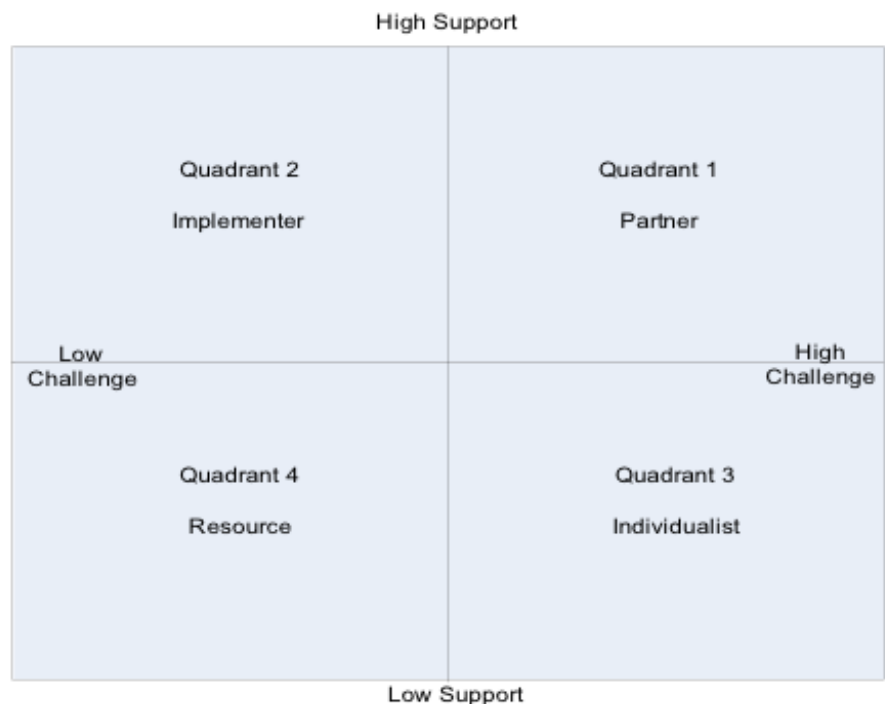 High Support
Quadrant 2
Quadrant 1
Implementer
Partner
Low
Challenge
High
Challenge
Quadrant 4
Quadrant 3
Resource
Individualist
Low Support